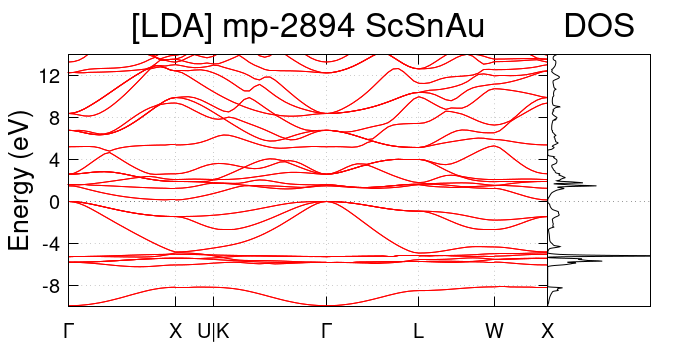 [LDA] mp-2894 ScSnAu DOS
Energy (eV)
12
8
4
0
-4
-8
Γ X U|K Γ L W X